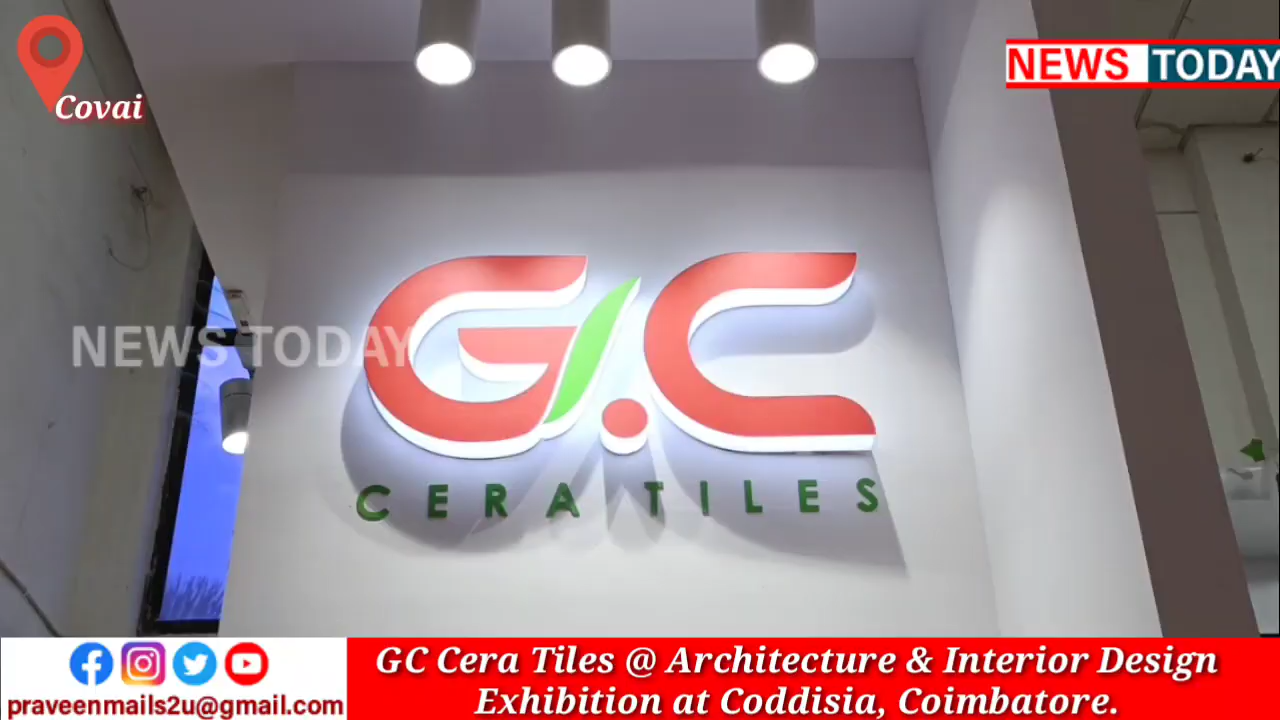 Covai
NEWS TODAY
NEWS TODAY
G.C
CERA TILES
praveenmails2u@gmail.com
GC Cera Tiles @ Architecture & Interior Design
Exhibition at Coddisia, Coimbatore.